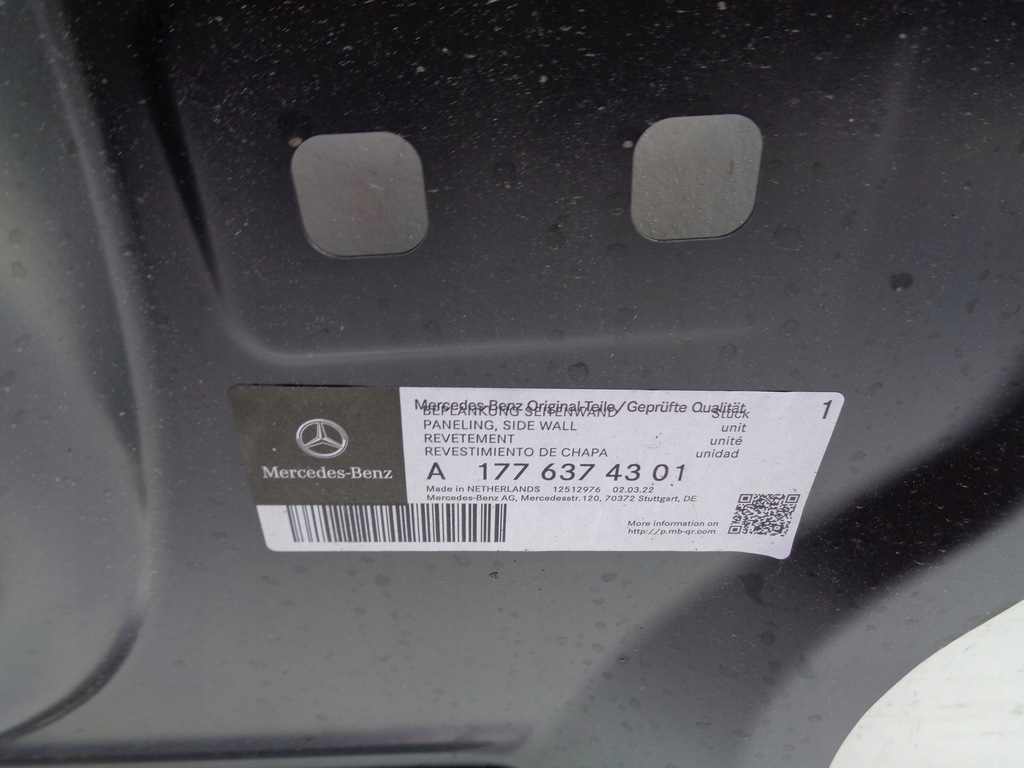 Mercedes-Benz Original Teile/Geprüfte Qualität 1
BEPLANKUNG SEITENWAND Stück
PANELING, SIDE WALL unit
REVETEMENT unité
REVESTIMIENTO DE CHAPA unidad
Mercedes-Benz
A 177 637 43 01
Made in NETHERLANDS 12512976 02.03.22
Mercedes-Benz AG, Mercedesstr. 120, 70372 Stuttgart, DE
More information on
http://p.mb-qr.com